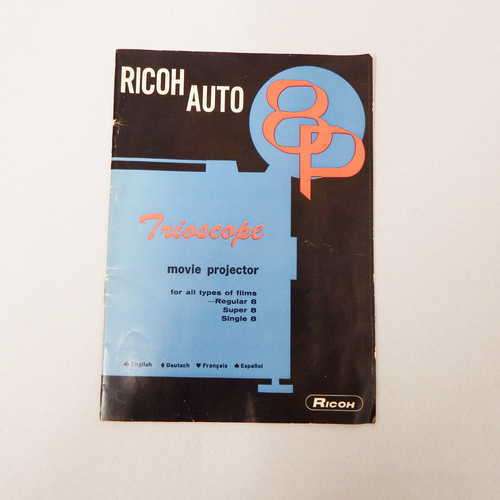 RICOH AUTO
8P
Trioscope
movie projector
for all types of films
—Regular 8
Super 8
Single 8
♣ English ♦ Deutsch ♥ Français ♠ Español
RICOH